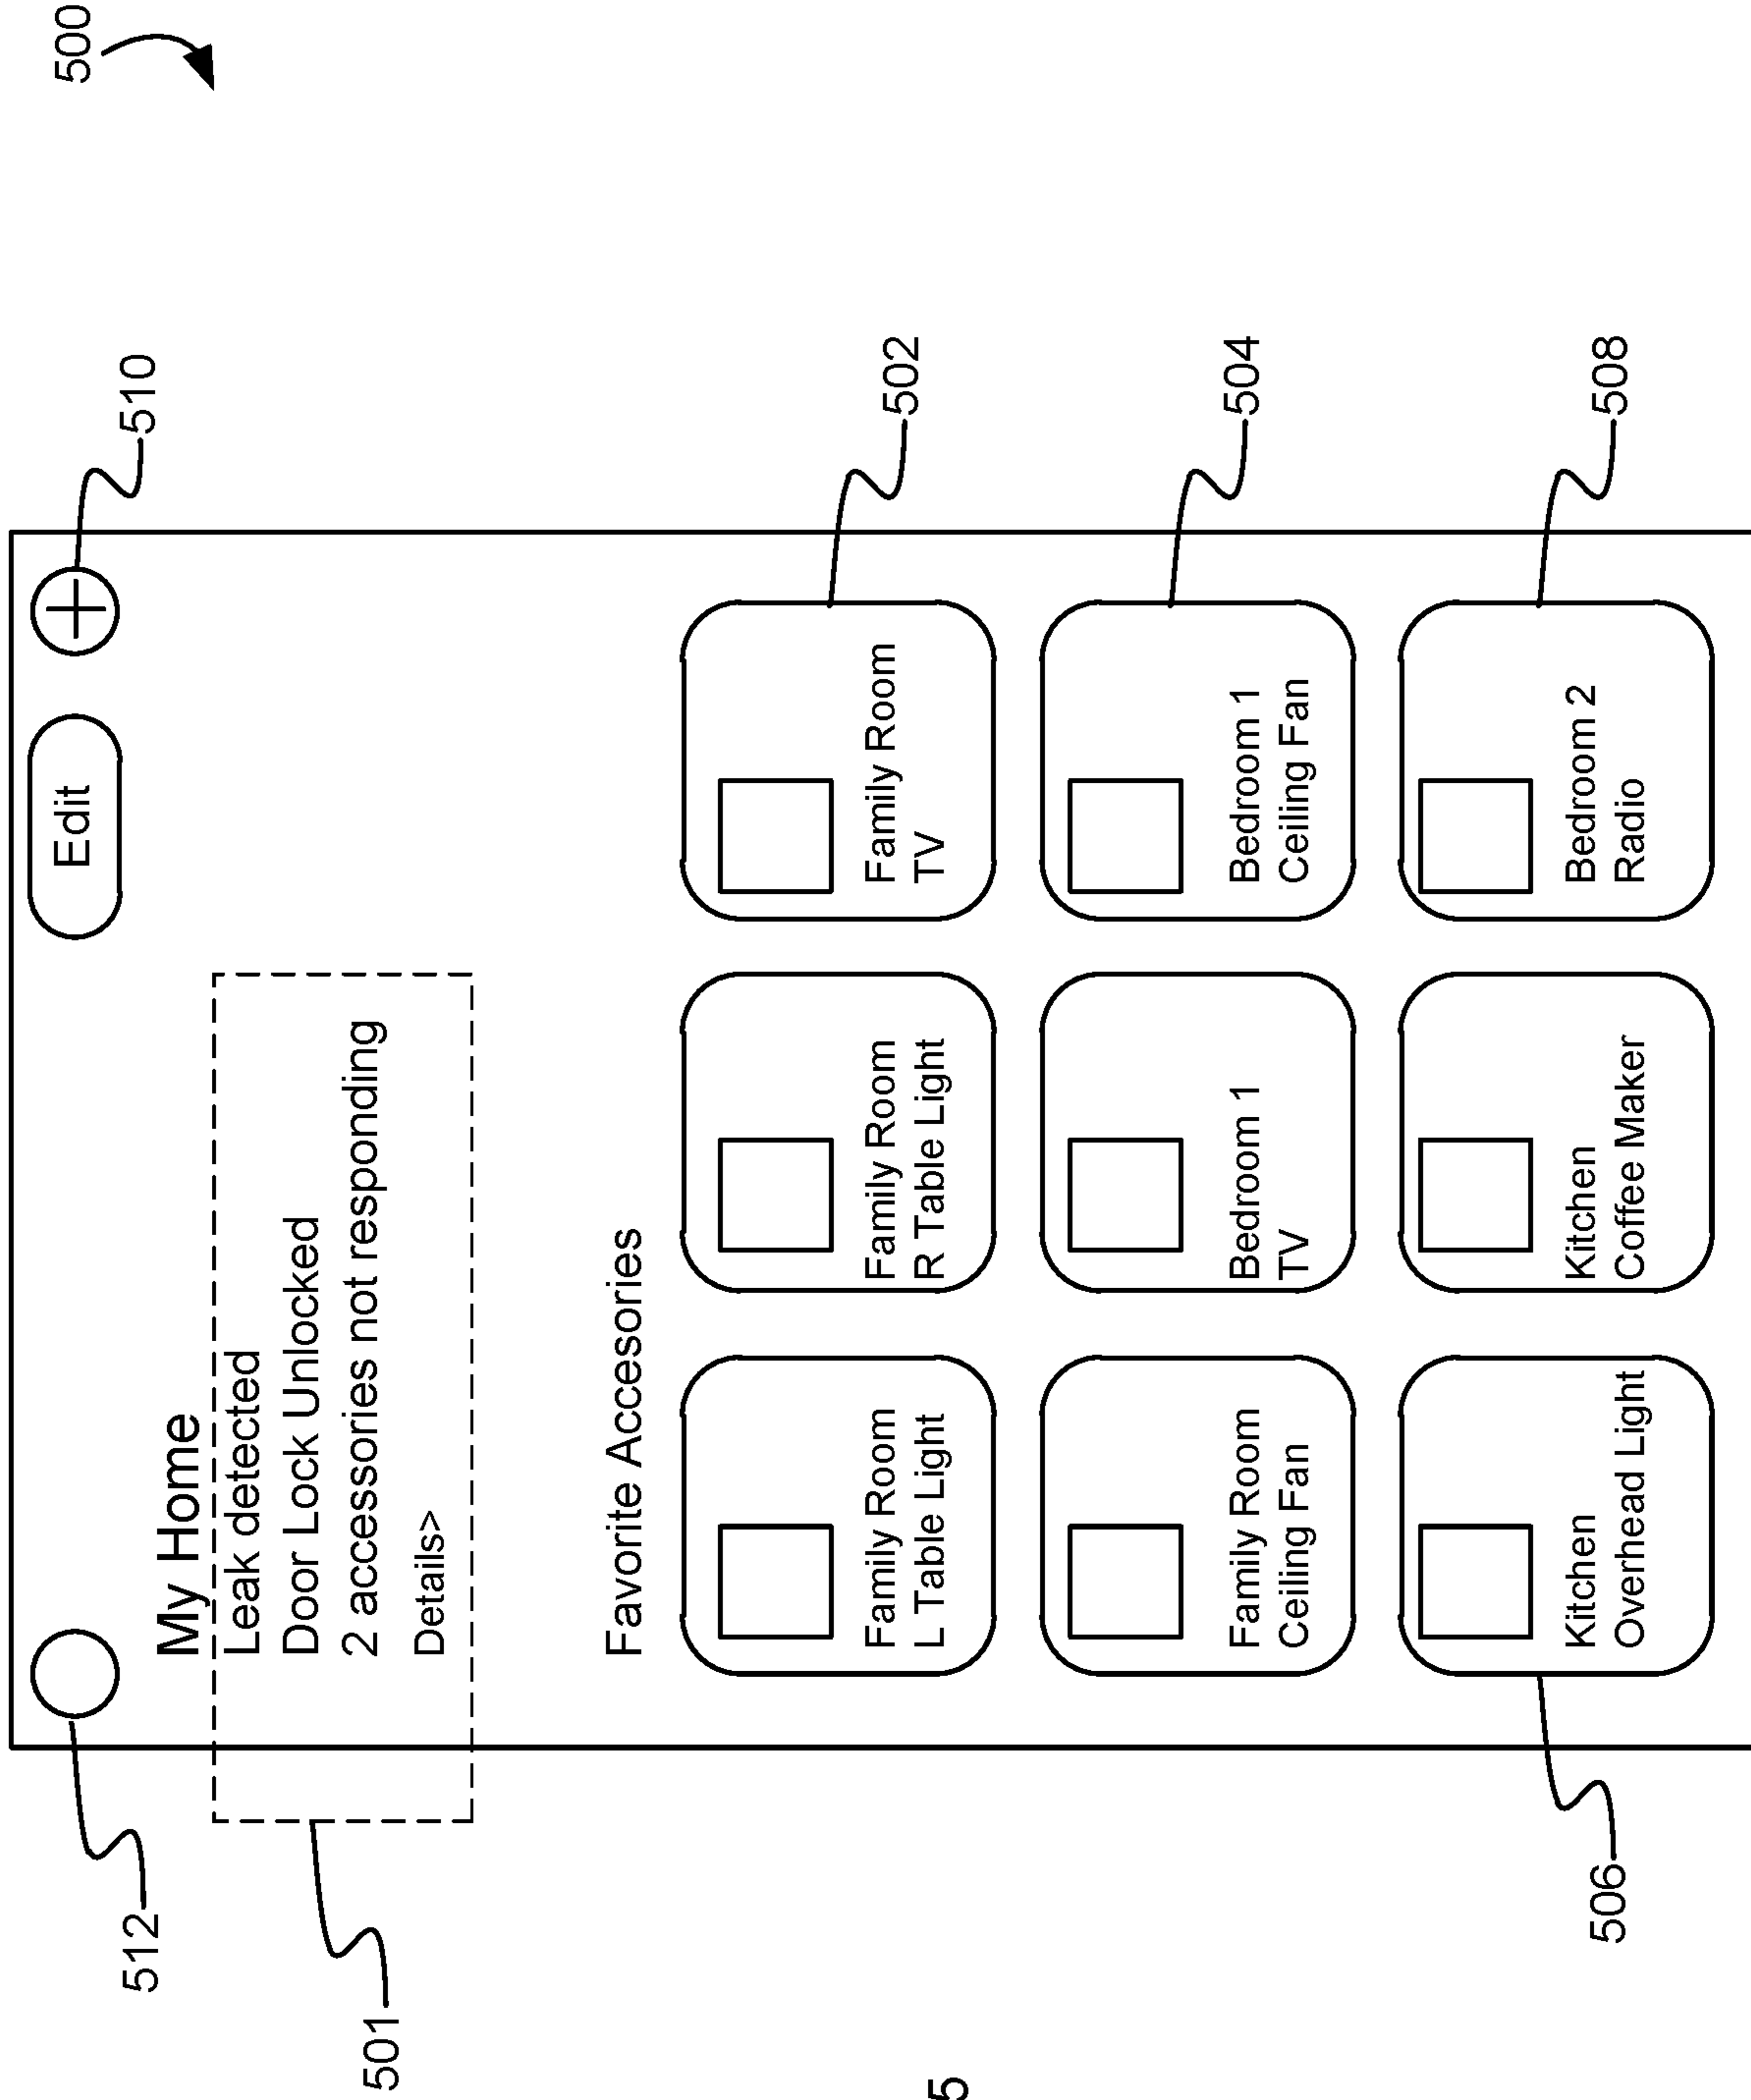 500
Edit
512
510
My Home
Leak detected
Door Lock Unlocked
2 accessories not responding
501
Details>
Favorite Accesories
Family Room
L Table Light
Family Room
R Table Light
Family Room
TV
502
5
Family Room
Ceiling Fan
Bedroom 1
TV
Bedroom 1
Ceiling Fan
504
Kitchen
Overhead Light
Kitchen
Coffee Maker
Bedroom 2
Radio
506
508